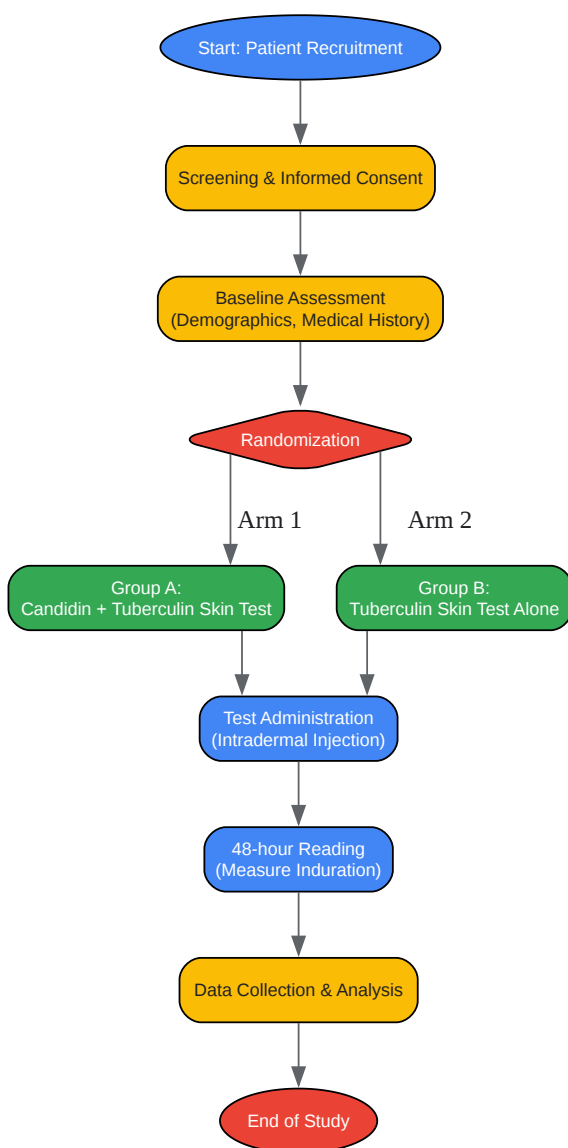 Start: Patient Recruitment
Screening & Informed Consent
Baseline Assessment
(Demographics, Medical History)
Randomization
Arm 1
Arm 2
Group A:
Candidin + Tuberculin Skin Test
Group B:
Tuberculin Skin Test Alone
Test Administration
(Intradermal Injection)
48-hour Reading
(Measure Induration)
Data Collection & Analysis
End of Study